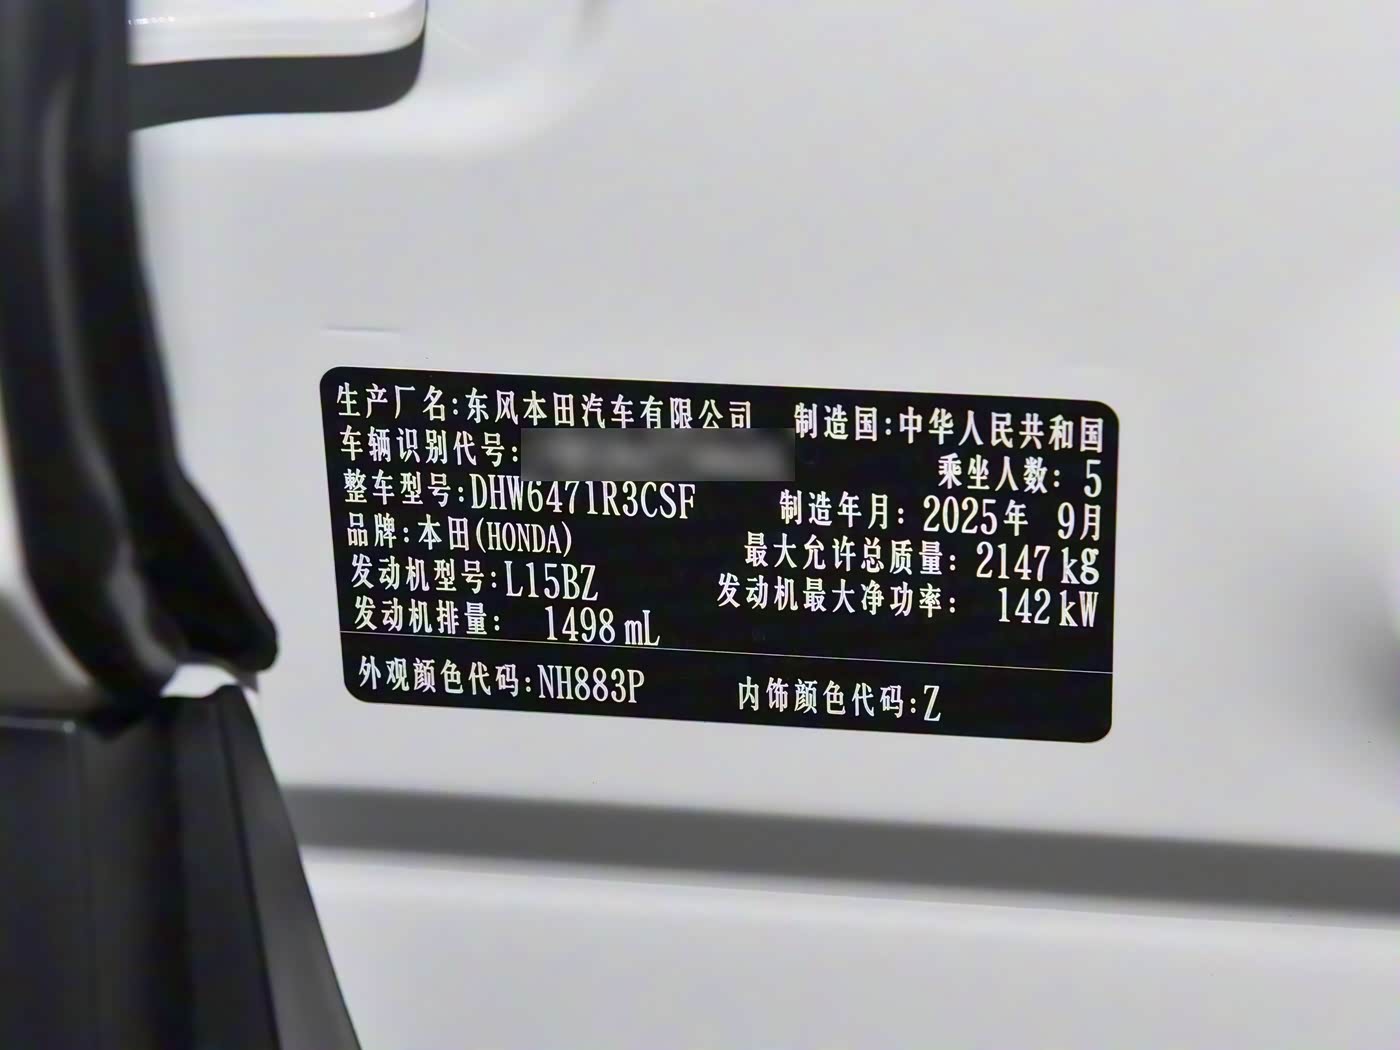 生产厂名:东风本田汽车有限公司 制造国:中华人民共和国
车辆识别代号: 乘坐人数: 5
整车型号:DHW6471R3CSF 制造年月: 2025年 9月
品牌:本田(HONDA) 最大允许总质量: 2147 kg
发动机型号:L15BZ 发动机最大净功率: 142 kW
发动机排量: 1498 mL
外观颜色代码:NH883P 内饰颜色代码:Z